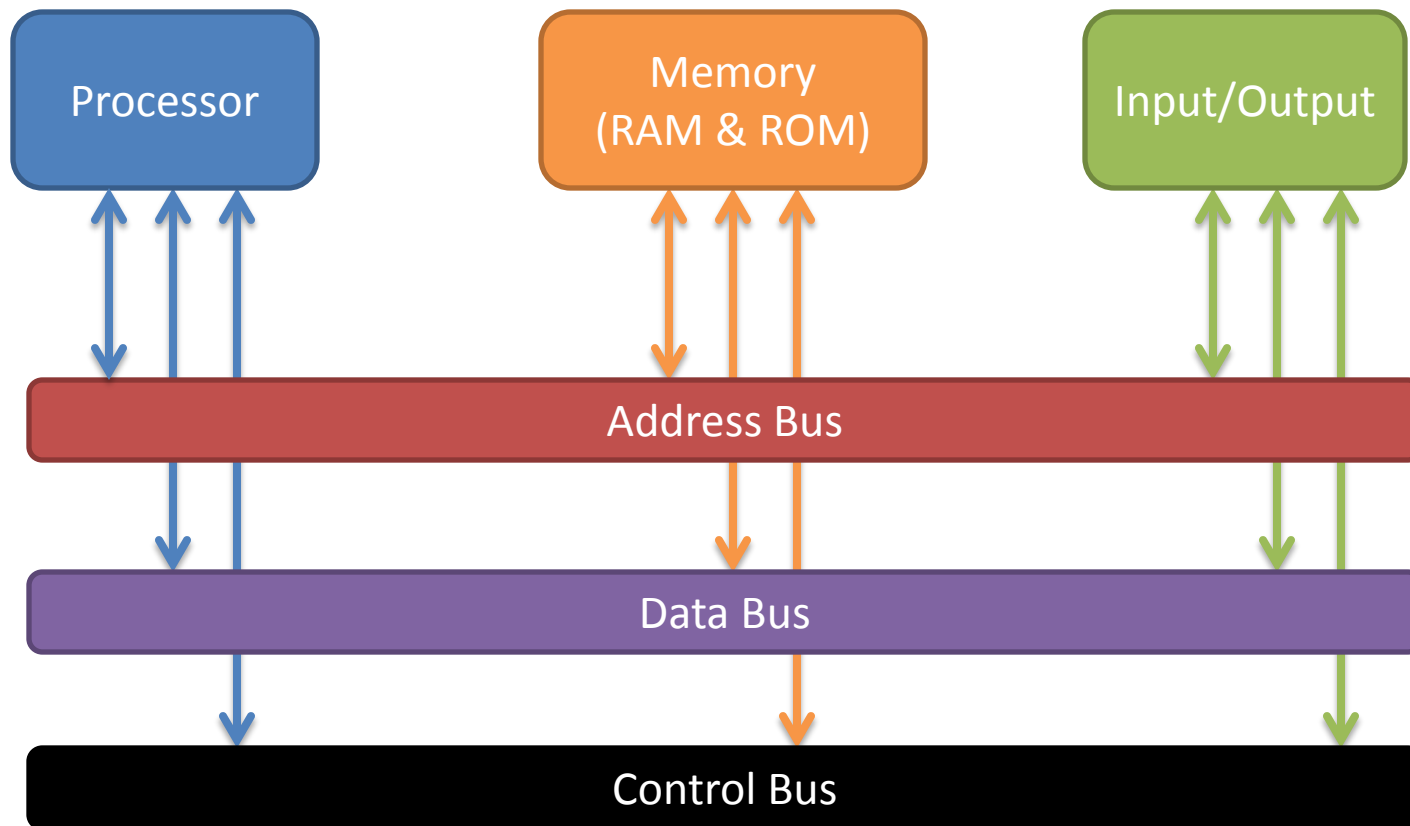 Processor
Memory
(RAM & ROM)
Input/Output
Address Bus
Data Bus
Control Bus